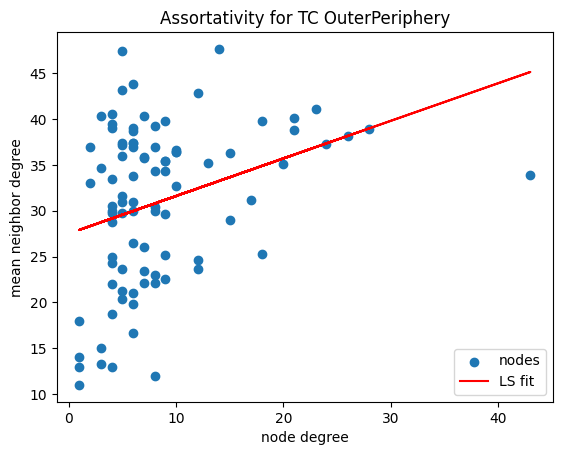 Assortativity for TC OuterPeriphery
mean neighbor degree
45
40
35
30
25
20
15
10
0
10
20
30
40
node degree
nodes
LS fit